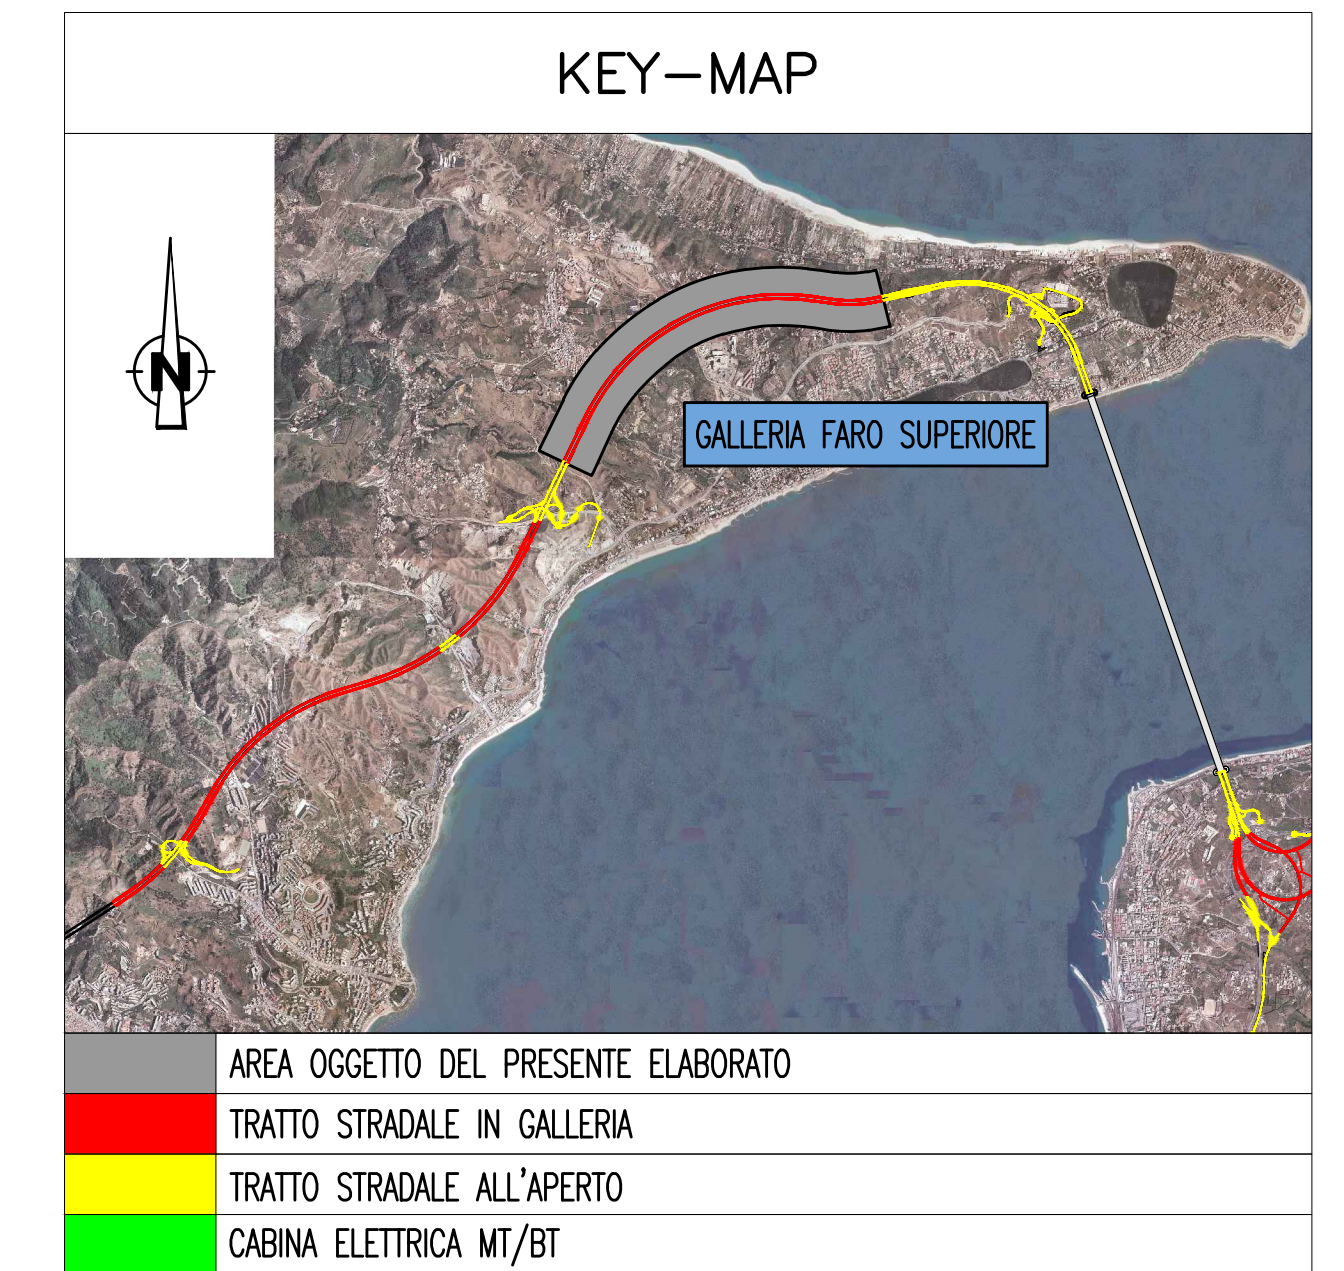 KEY-MAP
N
GALLERIA FARO SUPERIORE
AREA OGGETTO DEL PRESENTE ELABORATO
TRATTO STRADALE IN GALLERIA
TRATTO STRADALE ALL'APERTO
CABINA ELETTRICA MT/BT